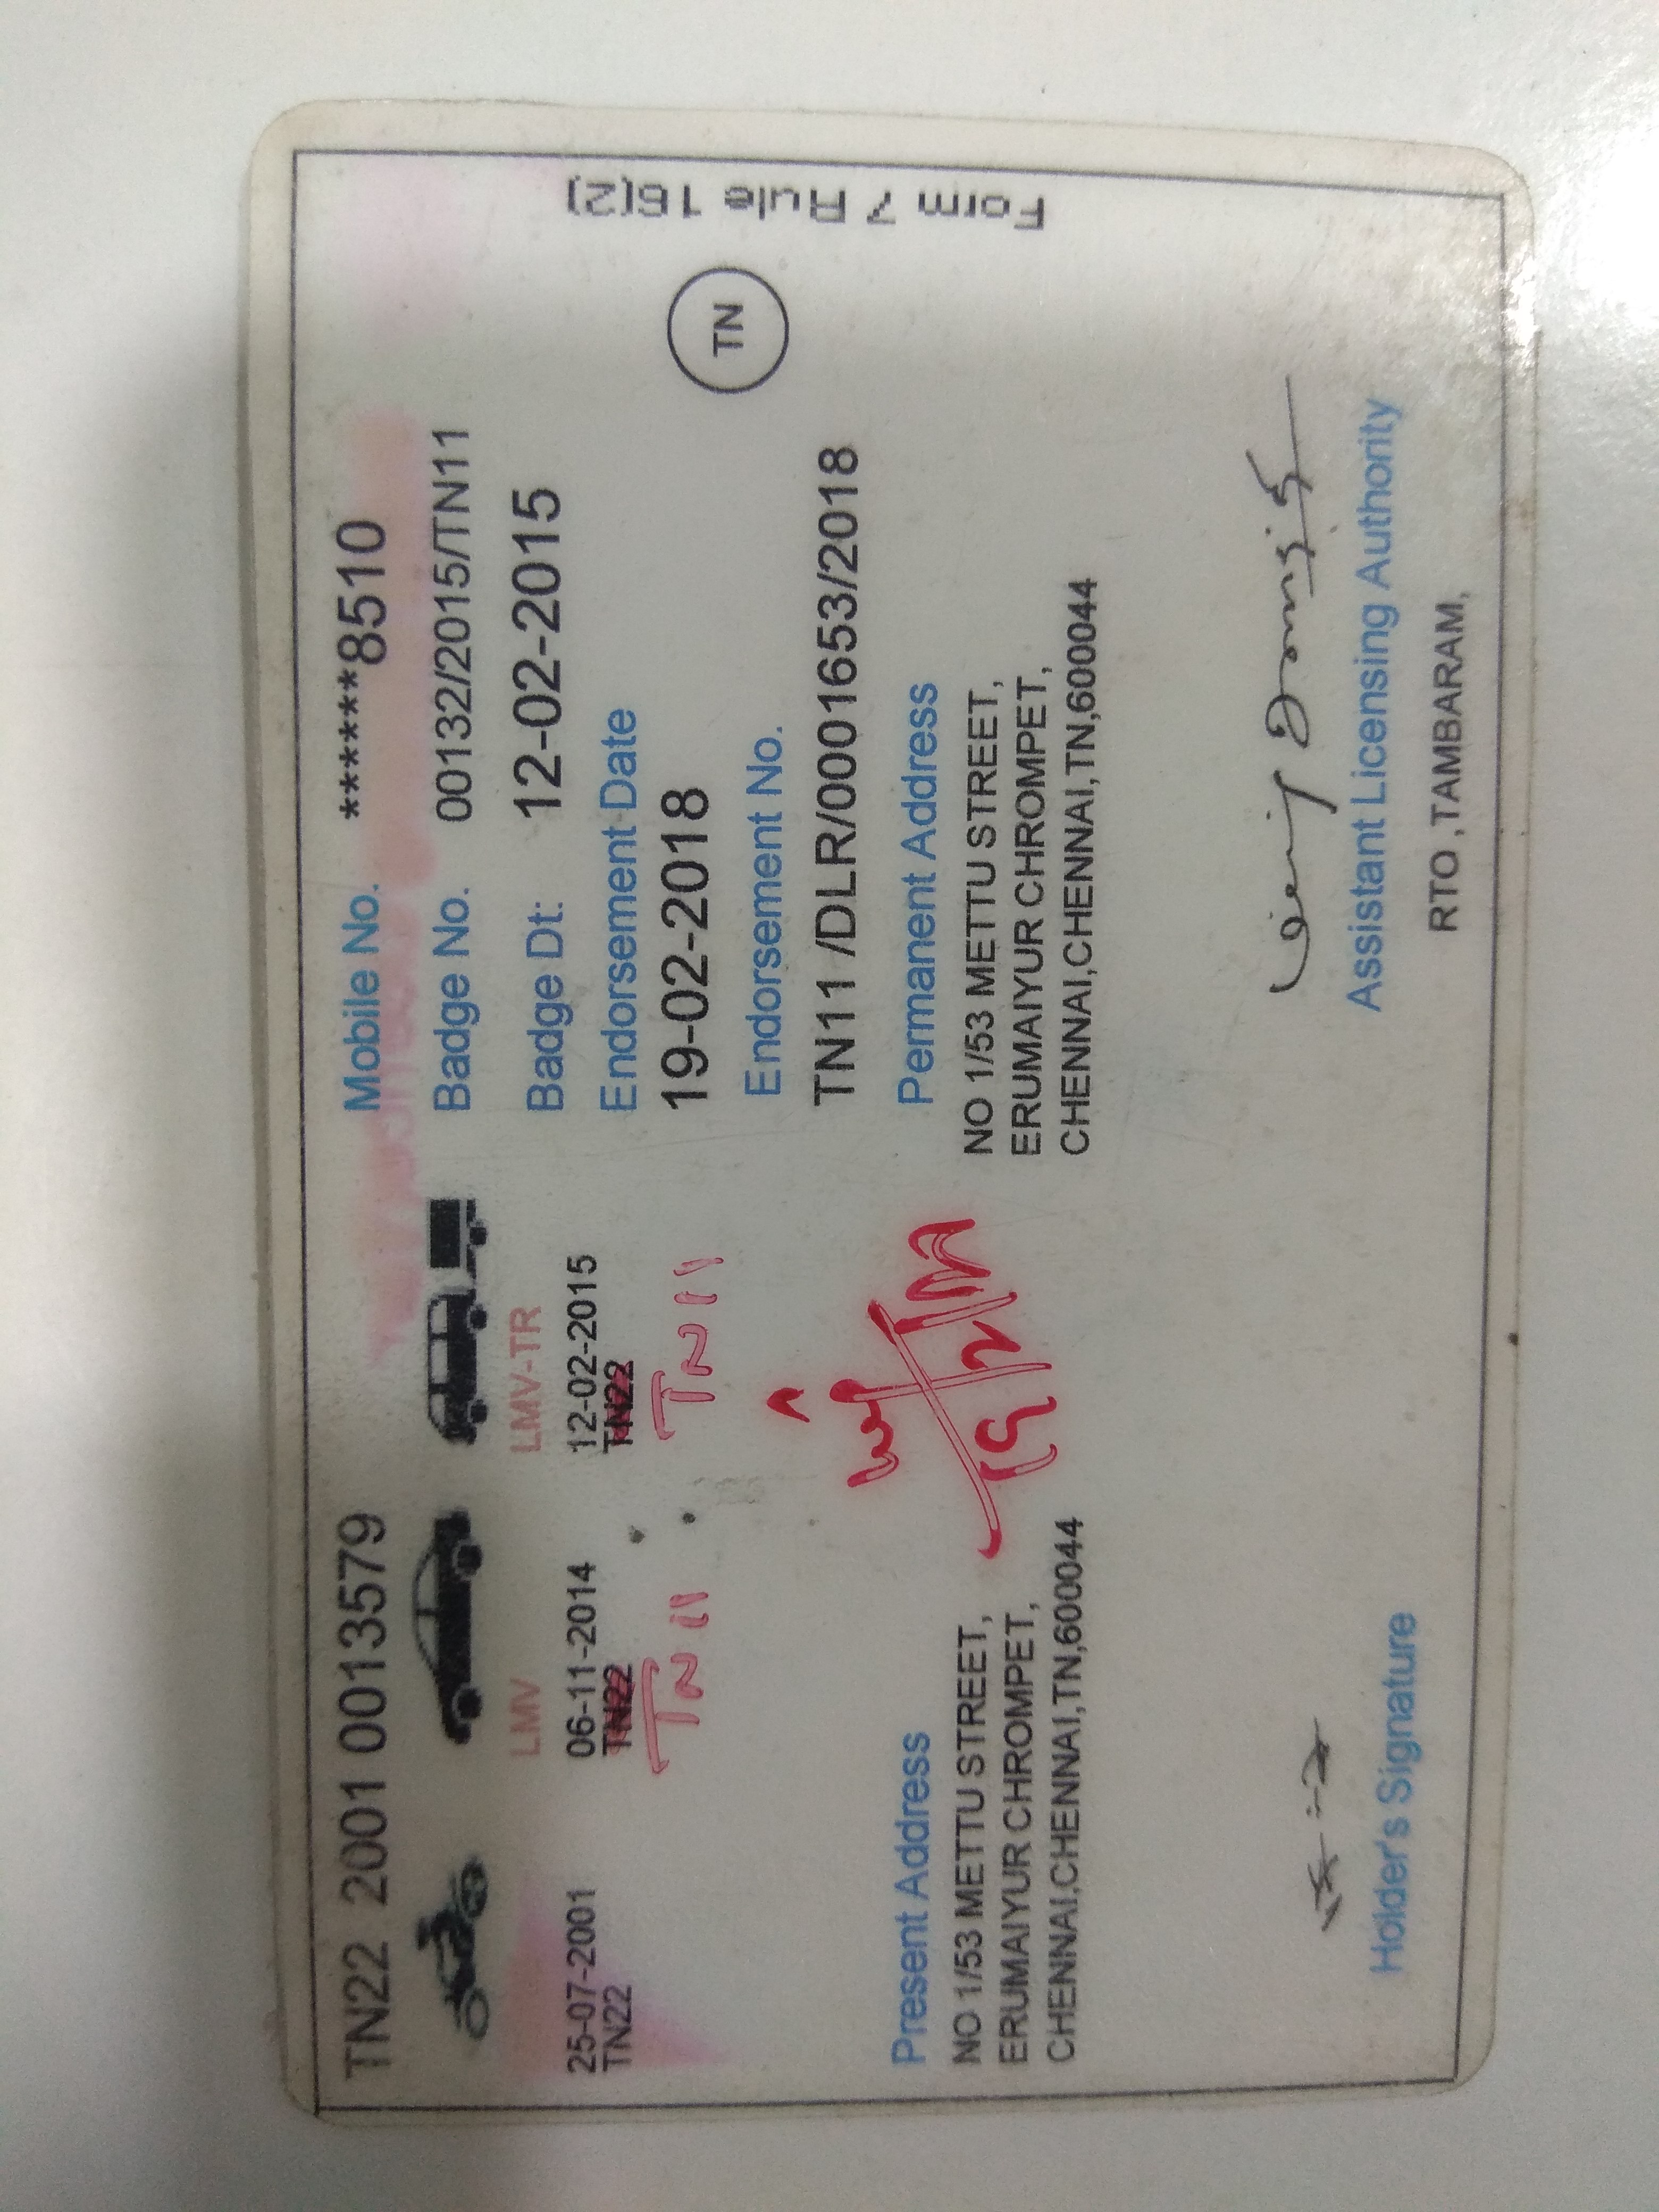 TN22 2001 0013579
Mobile No. ******8510
Badge No. 00132/2015/TN11
LMV LMV-TR
Badge Dt: 12-02-2015
25-07-2001 06-11-2014 12-02-2015
TN22 TN22 TN22
TN11 TN11
Endorsement Date
19-02-2018
Endorsement No.
TN11 /DLR/0001653/2018
TN
Form 7 Rule 16(2)
Present Address
NO 1/53 METTU STREET,
ERUMAIYUR CHROMPET,
CHENNAI,CHENNAI,TN,600044
Permanent Address
NO 1/53 METTU STREET,
ERUMAIYUR CHROMPET,
CHENNAI,CHENNAI,TN,600044
Holder's Signature
Assistant Licensing Authority
RTO ,TAMBARAM,